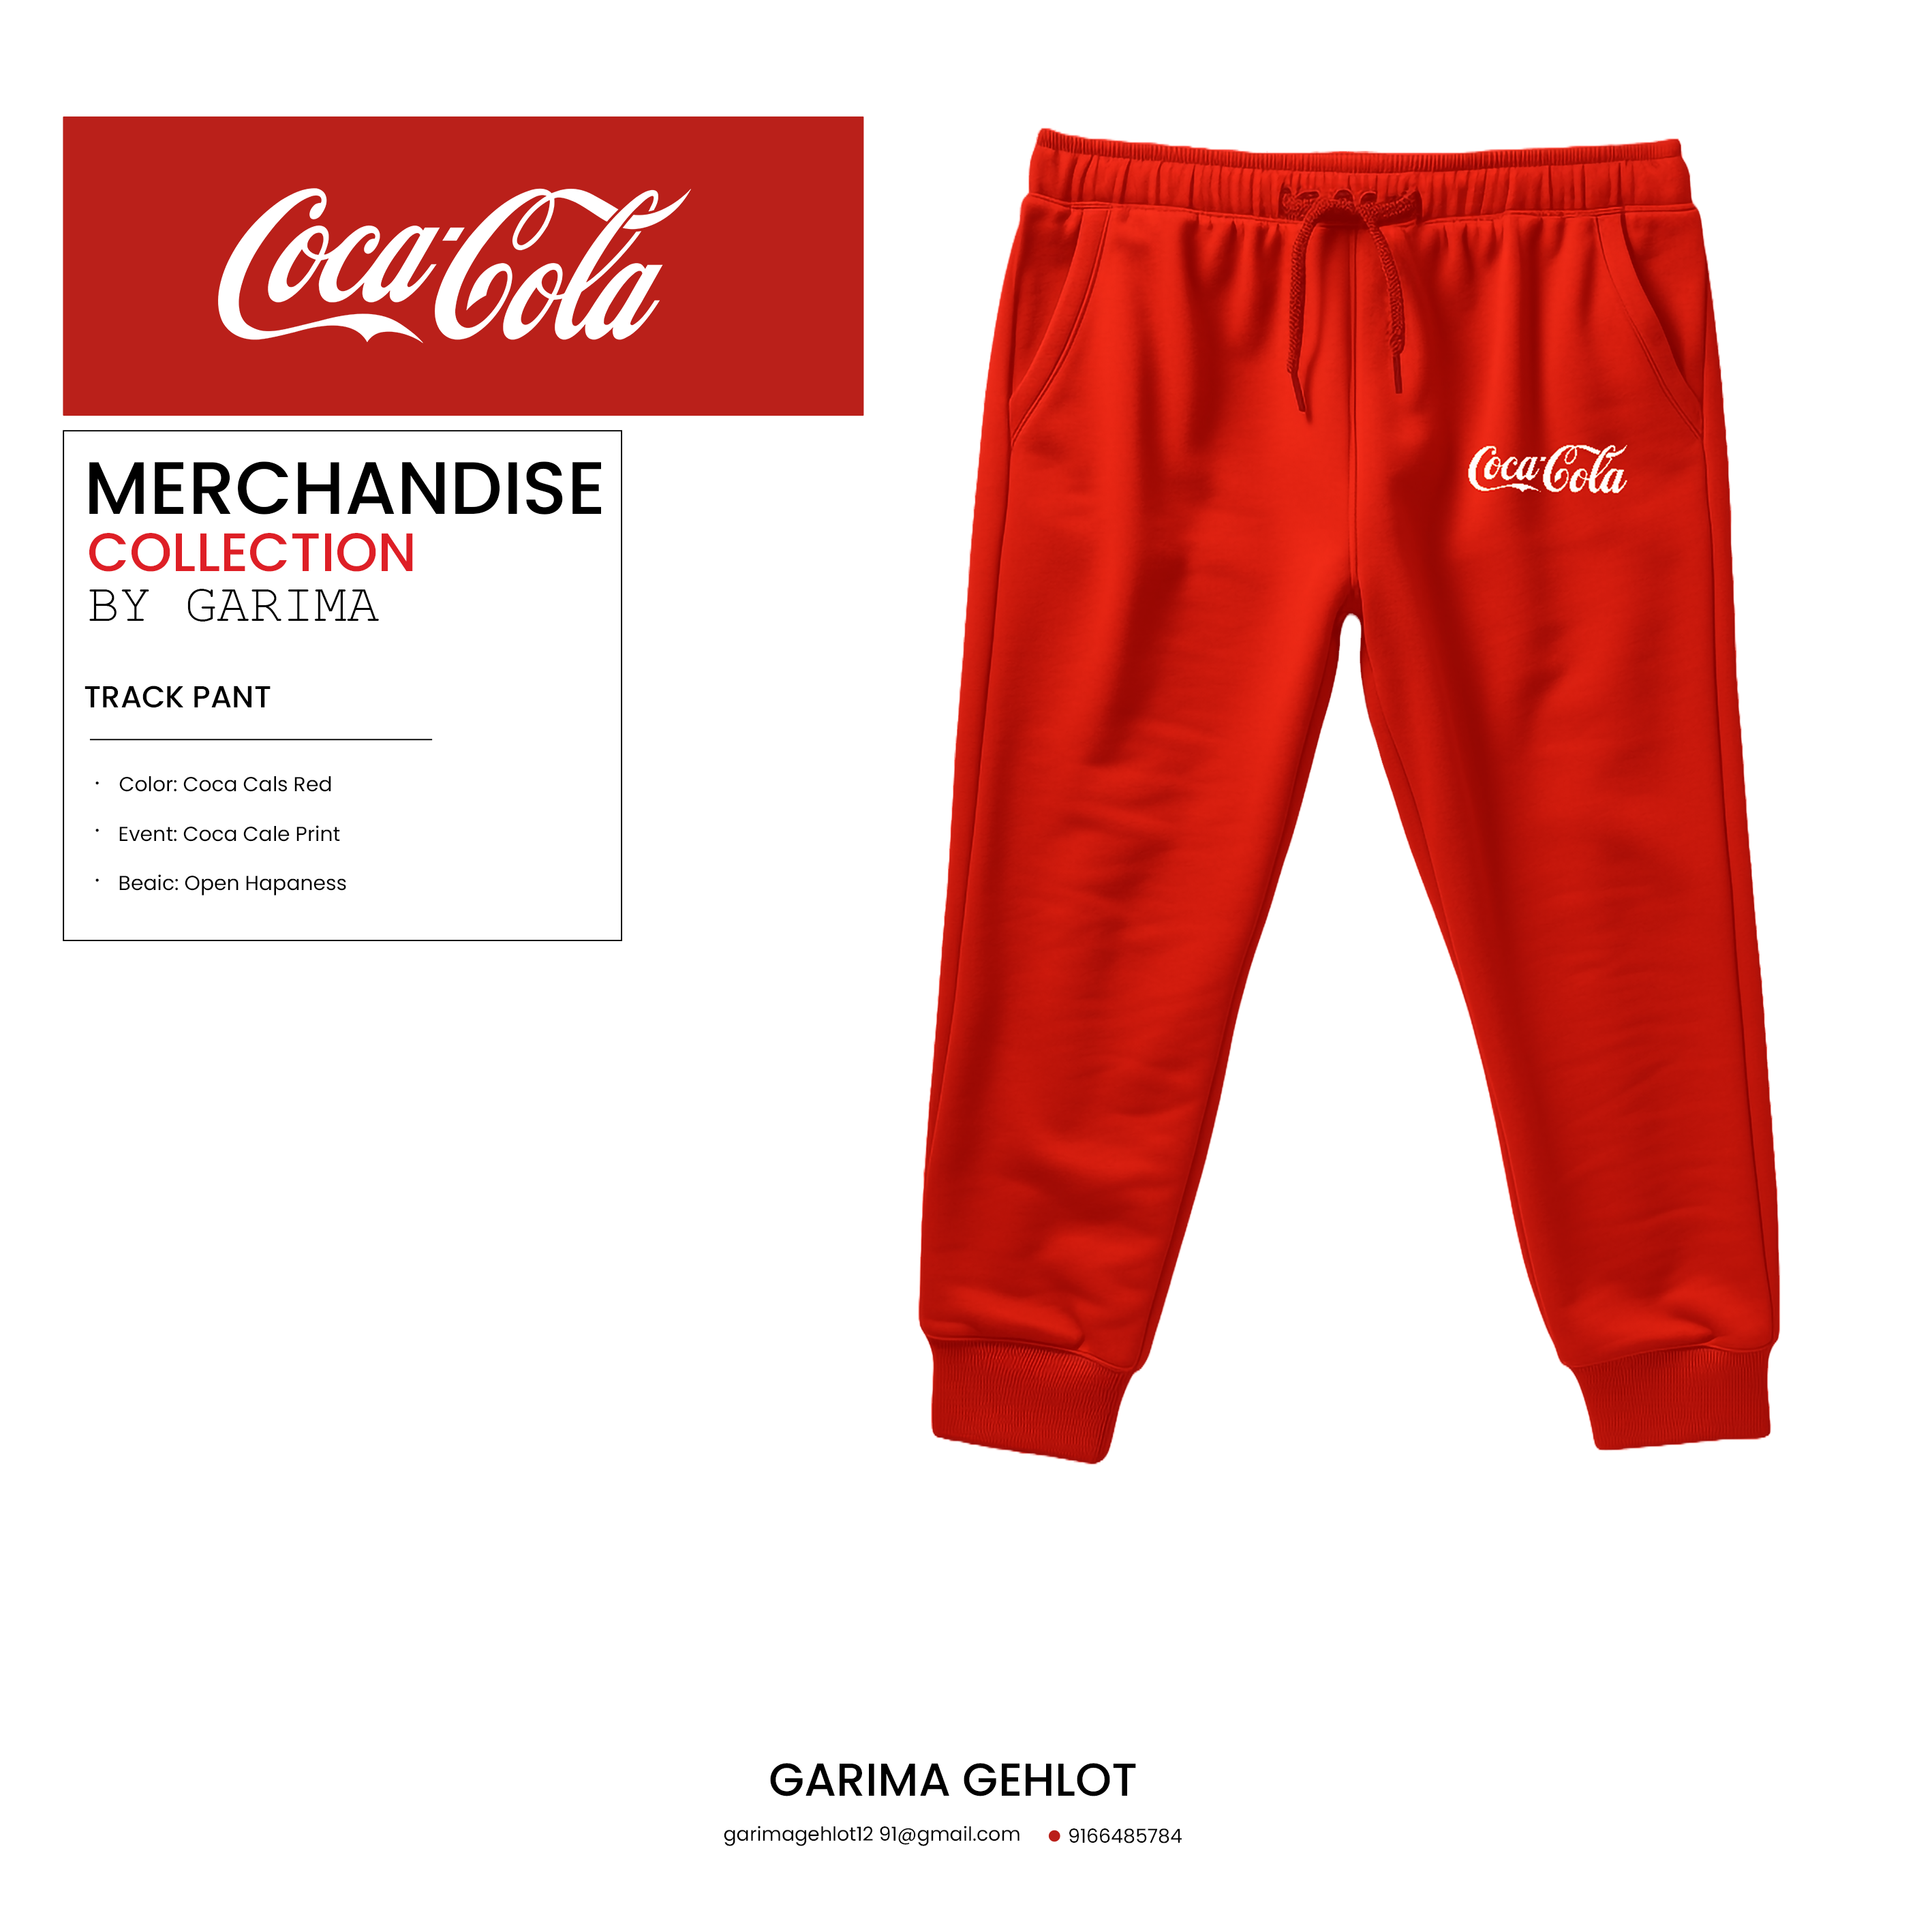 Coca-Cola
MERCHANDISE
COLLECTION
BY GARIMA
TRACK PANT
· Color: Coca Cals Red
· Event: Coca Cale Print
· Beaic: Open Hapaness
Coca-Cola
GARIMA GEHLOT
garimagehlot12 91@gmail.com ● 9166485784